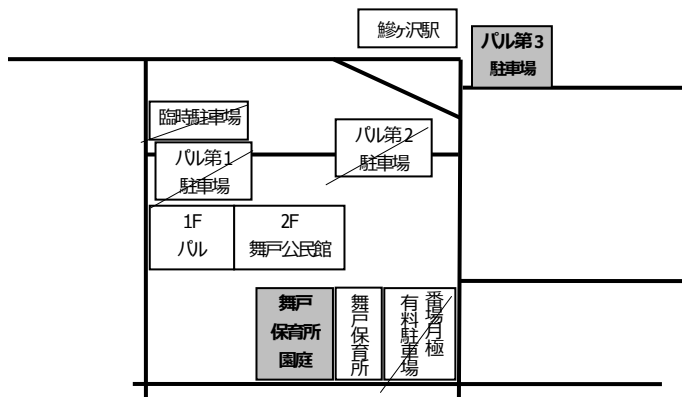 鰺ヶ沢駅
パル第3
駐車場
臨時駐車場
パル第1
駐車場
パル第2
駐車場
1F
パル
2F
舞戸公民館
舞戸
保育所
園庭
舞戸保育所
番場月極
有料駐車場